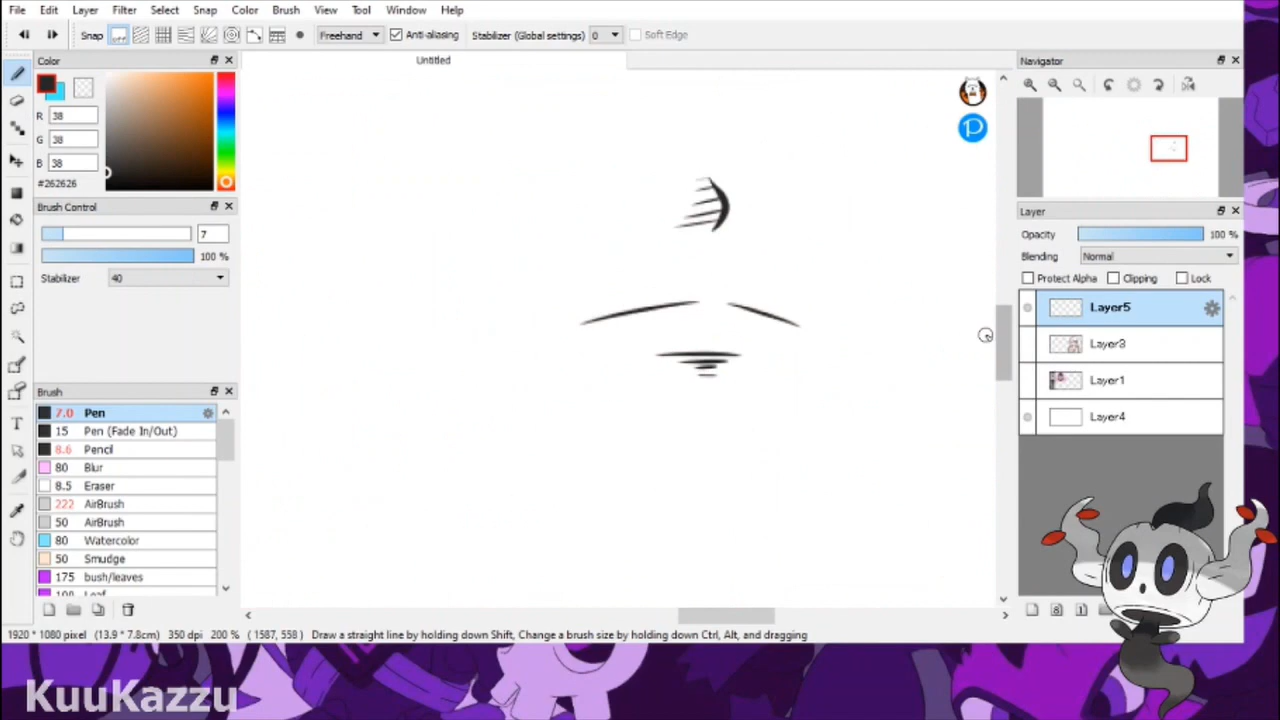 File Edit Layer Filter Select Snap Color Brush View Tool Window Help
Snap Freehand Anti-aliasing Stabilizer (Global settings) 0 Soft Edge
Color
R 38
G 38
B 38
#262626
Brush Control
7
100 %
Stabilizer 40
Brush
7.0 Pen
15 Pen (Fade In/Out)
8.6 Pencil
80 Blur
8.5 Eraser
222 AirBrush
50 AirBrush
80 Watercolor
50 Smudge
175 bush/leaves
100 Leaf
Untitled
Navigator
Layer
Opacity 100 %
Blending Normal
Protect Alpha Clipping Lock
Layer5
Layer3
Layer1
Layer4
1920 * 1080 pixel (13.9 * 7.8cm) 350 dpi 200 % ( 1587, 558 ) Draw a straight line by holding down Shift, Change a brush size by holding down Ctrl, Alt, and dragging
KuuKazzu